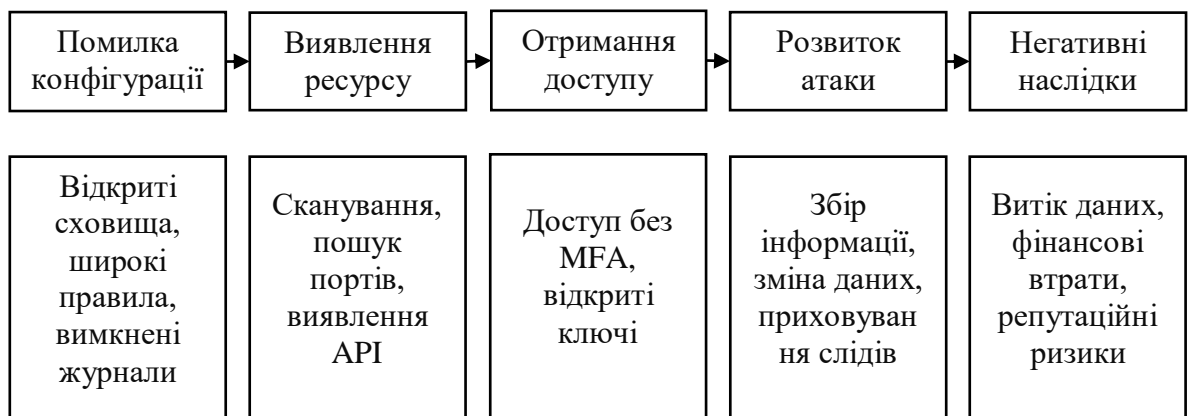 Помилка
конфігурації
Виявлення
ресурсу
Отримання
доступу
Розвиток
атаки
Негативні
наслідки
Відкриті
сховища,
широкі
правила,
вимкнені
журнали
Сканування,
пошук
портів,
виявлення
API
Доступ без
MFA,
відкриті
ключі
Збір
інформації,
зміна даних,
приховуван
ня слідів
Витік даних,
фінансові
втрати,
репутаційні
ризики